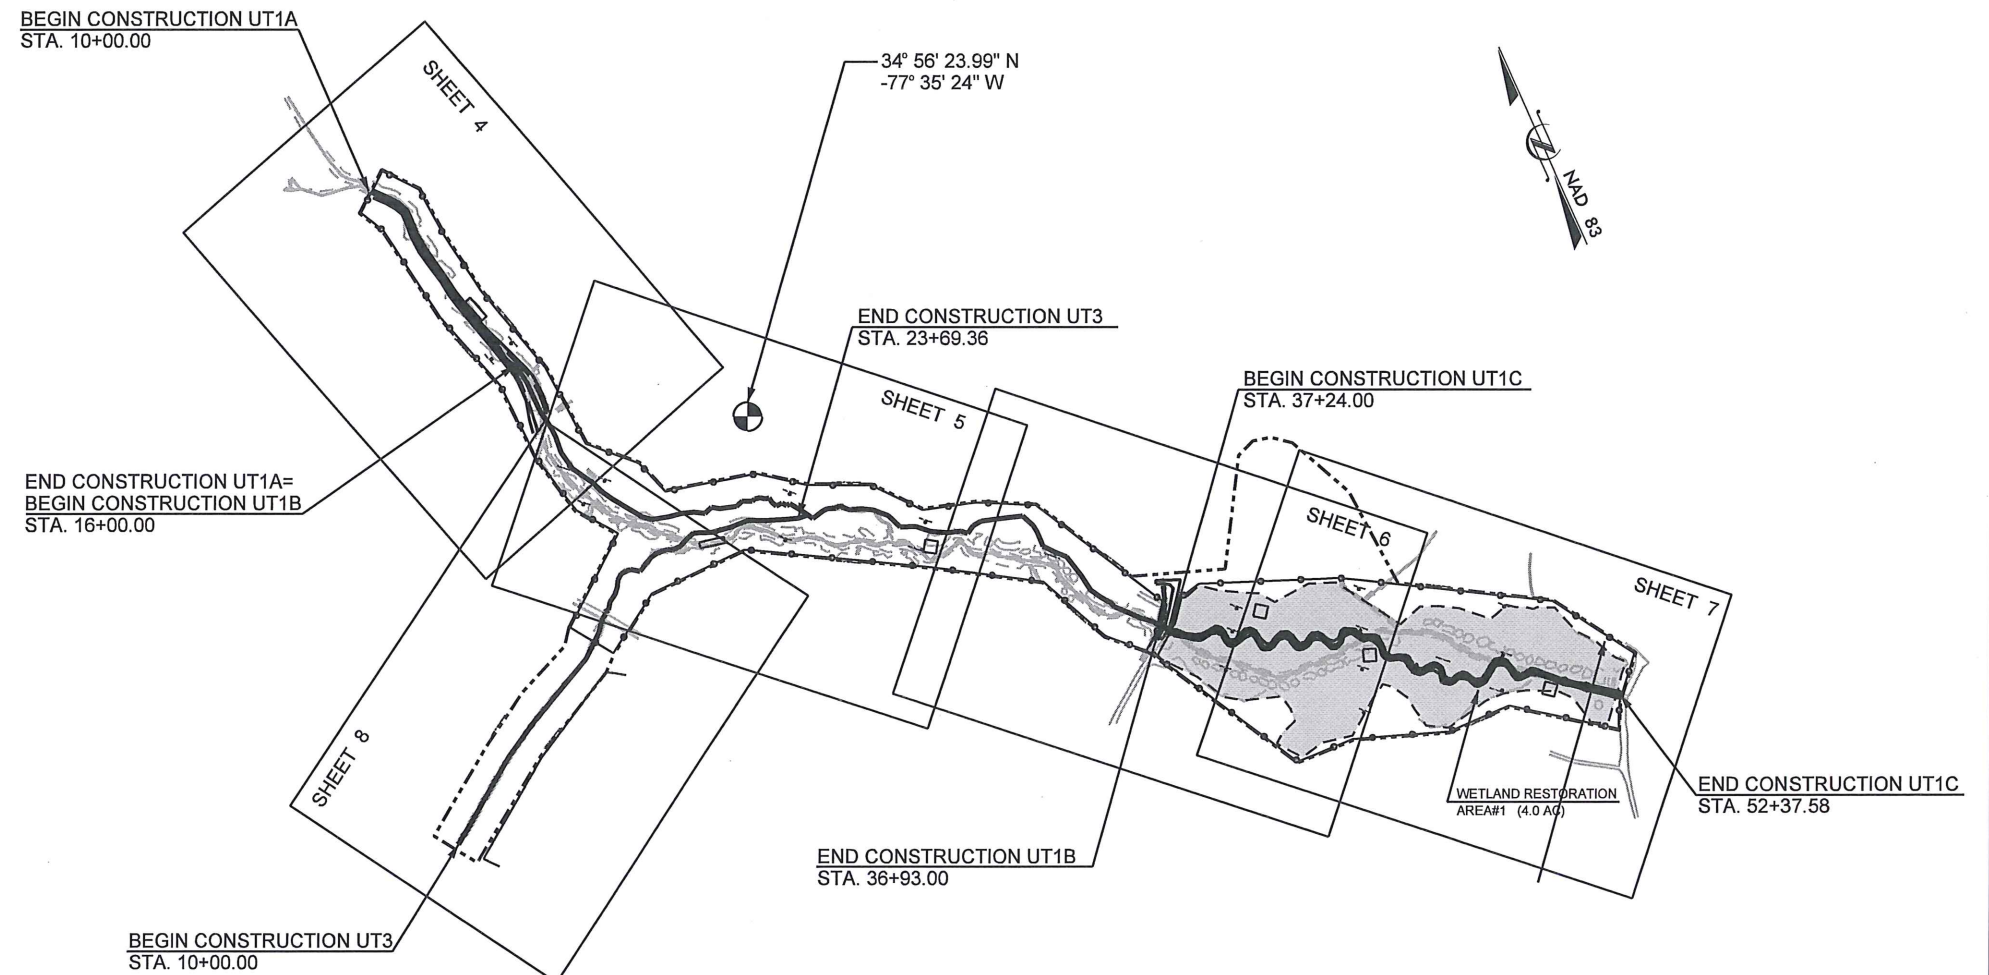 BEGIN CONSTRUCTION UT1A
STA. 10+00.00
SHEET 4
34° 56' 23.99" N
-77° 35' 24" W
NAD 83
END CONSTRUCTION UT3
STA. 23+69.36
BEGIN CONSTRUCTION UT1C
STA. 37+24.00
SHEET 5
END CONSTRUCTION UT1A=
BEGIN CONSTRUCTION UT1B
STA. 16+00.00
SHEET 6
SHEET 7
SHEET 8
WETLAND RESTORATION
AREA#1 (4.0 AC)
END CONSTRUCTION UT1C
STA. 52+37.58
END CONSTRUCTION UT1B
STA. 36+93.00
BEGIN CONSTRUCTION UT3
STA. 10+00.00